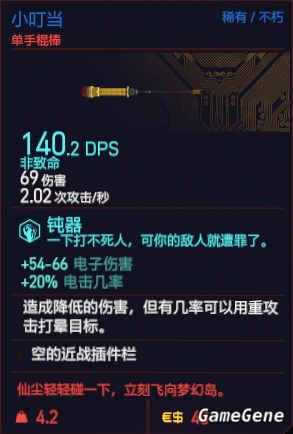 小叮当
稀有 / 不朽
单手棍棒
140.2 DPS
非致命
69 伤害
2.02 次攻击/秒
钝器
一下打不死人，可你的敌人就遭罪了。
+54-66 电子伤害
+20% 电击几率
造成降低的伤害，但有几率可以用重攻
击打晕目标。
空的近战插件栏
仙尘轻轻碰一下，立刻飞向梦幻岛。
4.2
€$
GameGene